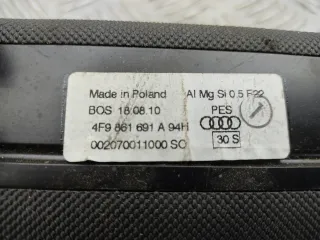 Made in Poland Al Mg Si 0.5 F22
BOS 18.08.10 PES
4F9 861 691 A 94H
002070011000 SO 30 S